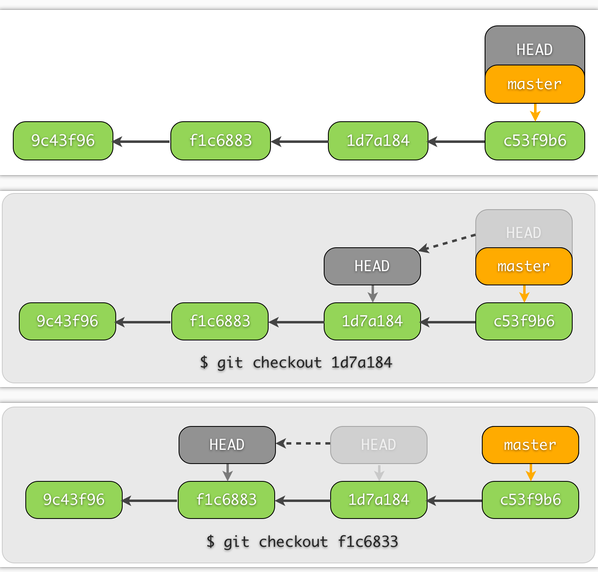 HEAD
master
9c43f96 f1c6883 1d7a184 c53f9b6
HEAD
HEAD master
9c43f96 f1c6883 1d7a184 c53f9b6
$ git checkout 1d7a184
HEAD HEAD master
9c43f96 f1c6883 1d7a184 c53f9b6
$ git checkout f1c6833